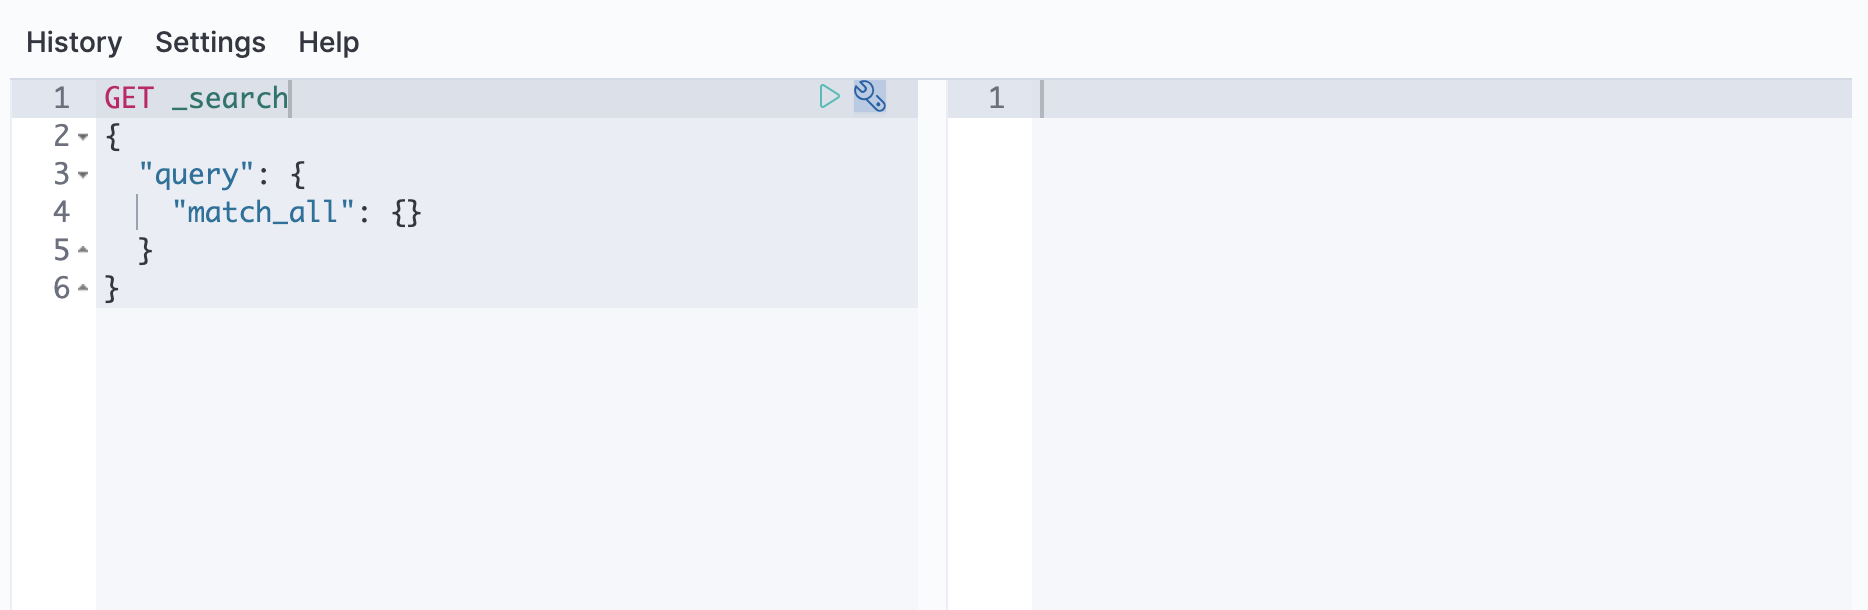 History Settings Help
1 GET _search
2 {
3 "query": {
4 "match_all": {}
5 }
6 }
1